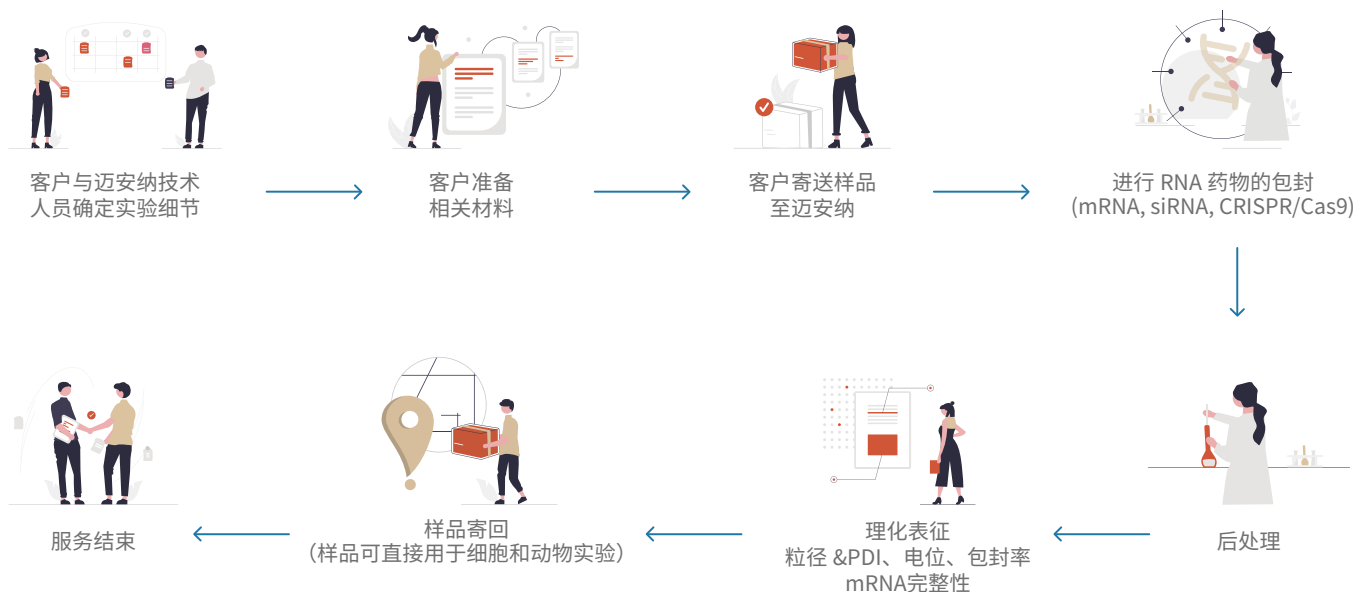 客户与迈安纳技术
人员确定实验细节
客户准备
相关材料
客户寄送样品
至迈安纳
进行 RNA 药物的包封
(mRNA, siRNA, CRISPR/Cas9)
后处理
理化表征
粒径 &PDI、电位、包封率
mRNA完整性
样品寄回
（样品可直接用于细胞和动物实验）
服务结束